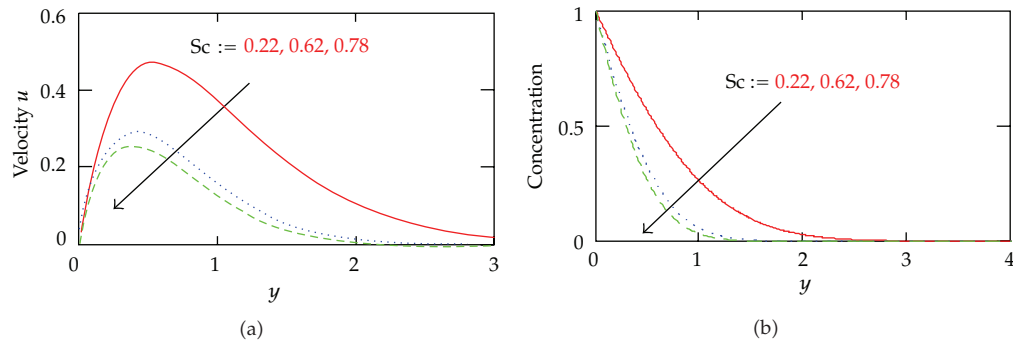 0.6
0.4
0.2
0
Velocity u
Sc := 0.22, 0.62, 0.78
0 1 2 3
y
(a)
1
0.5
0
Concentration
Sc := 0.22, 0.62, 0.78
0 1 2 3 4
y
(b)